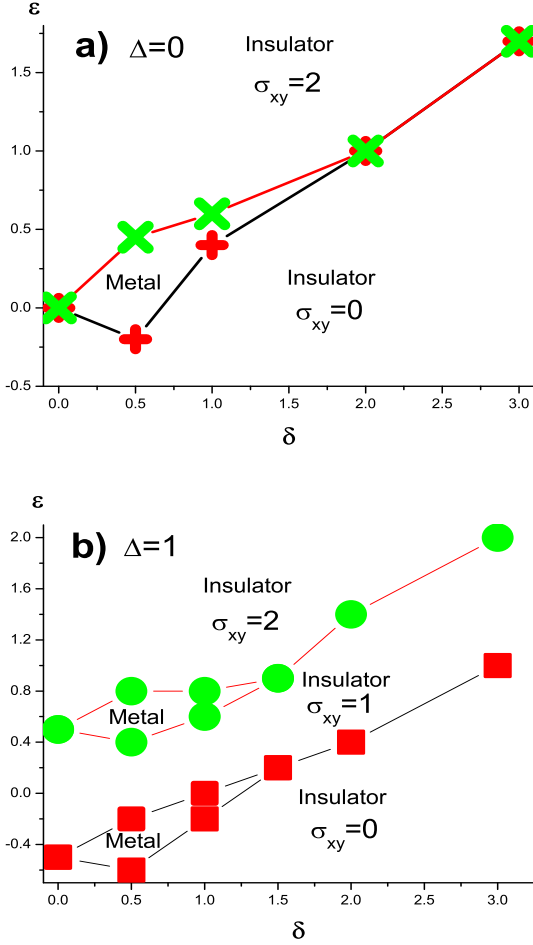 ε
a) Δ=0
Insulator
σxy=2
1.5
1.0
0.5
Metal
Insulator
σxy=0
0.0
-0.5
0.0 0.5 1.0 1.5 2.0 2.5 3.0
δ
ε
b) Δ=1
2.0
Insulator
σxy=2
1.6
1.2
Insulator
σxy=1
0.8
Metal
0.4
0.0
Insulator
σxy=0
Metal
-0.4
0.0 0.5 1.0 1.5 2.0 2.5 3.0
δ